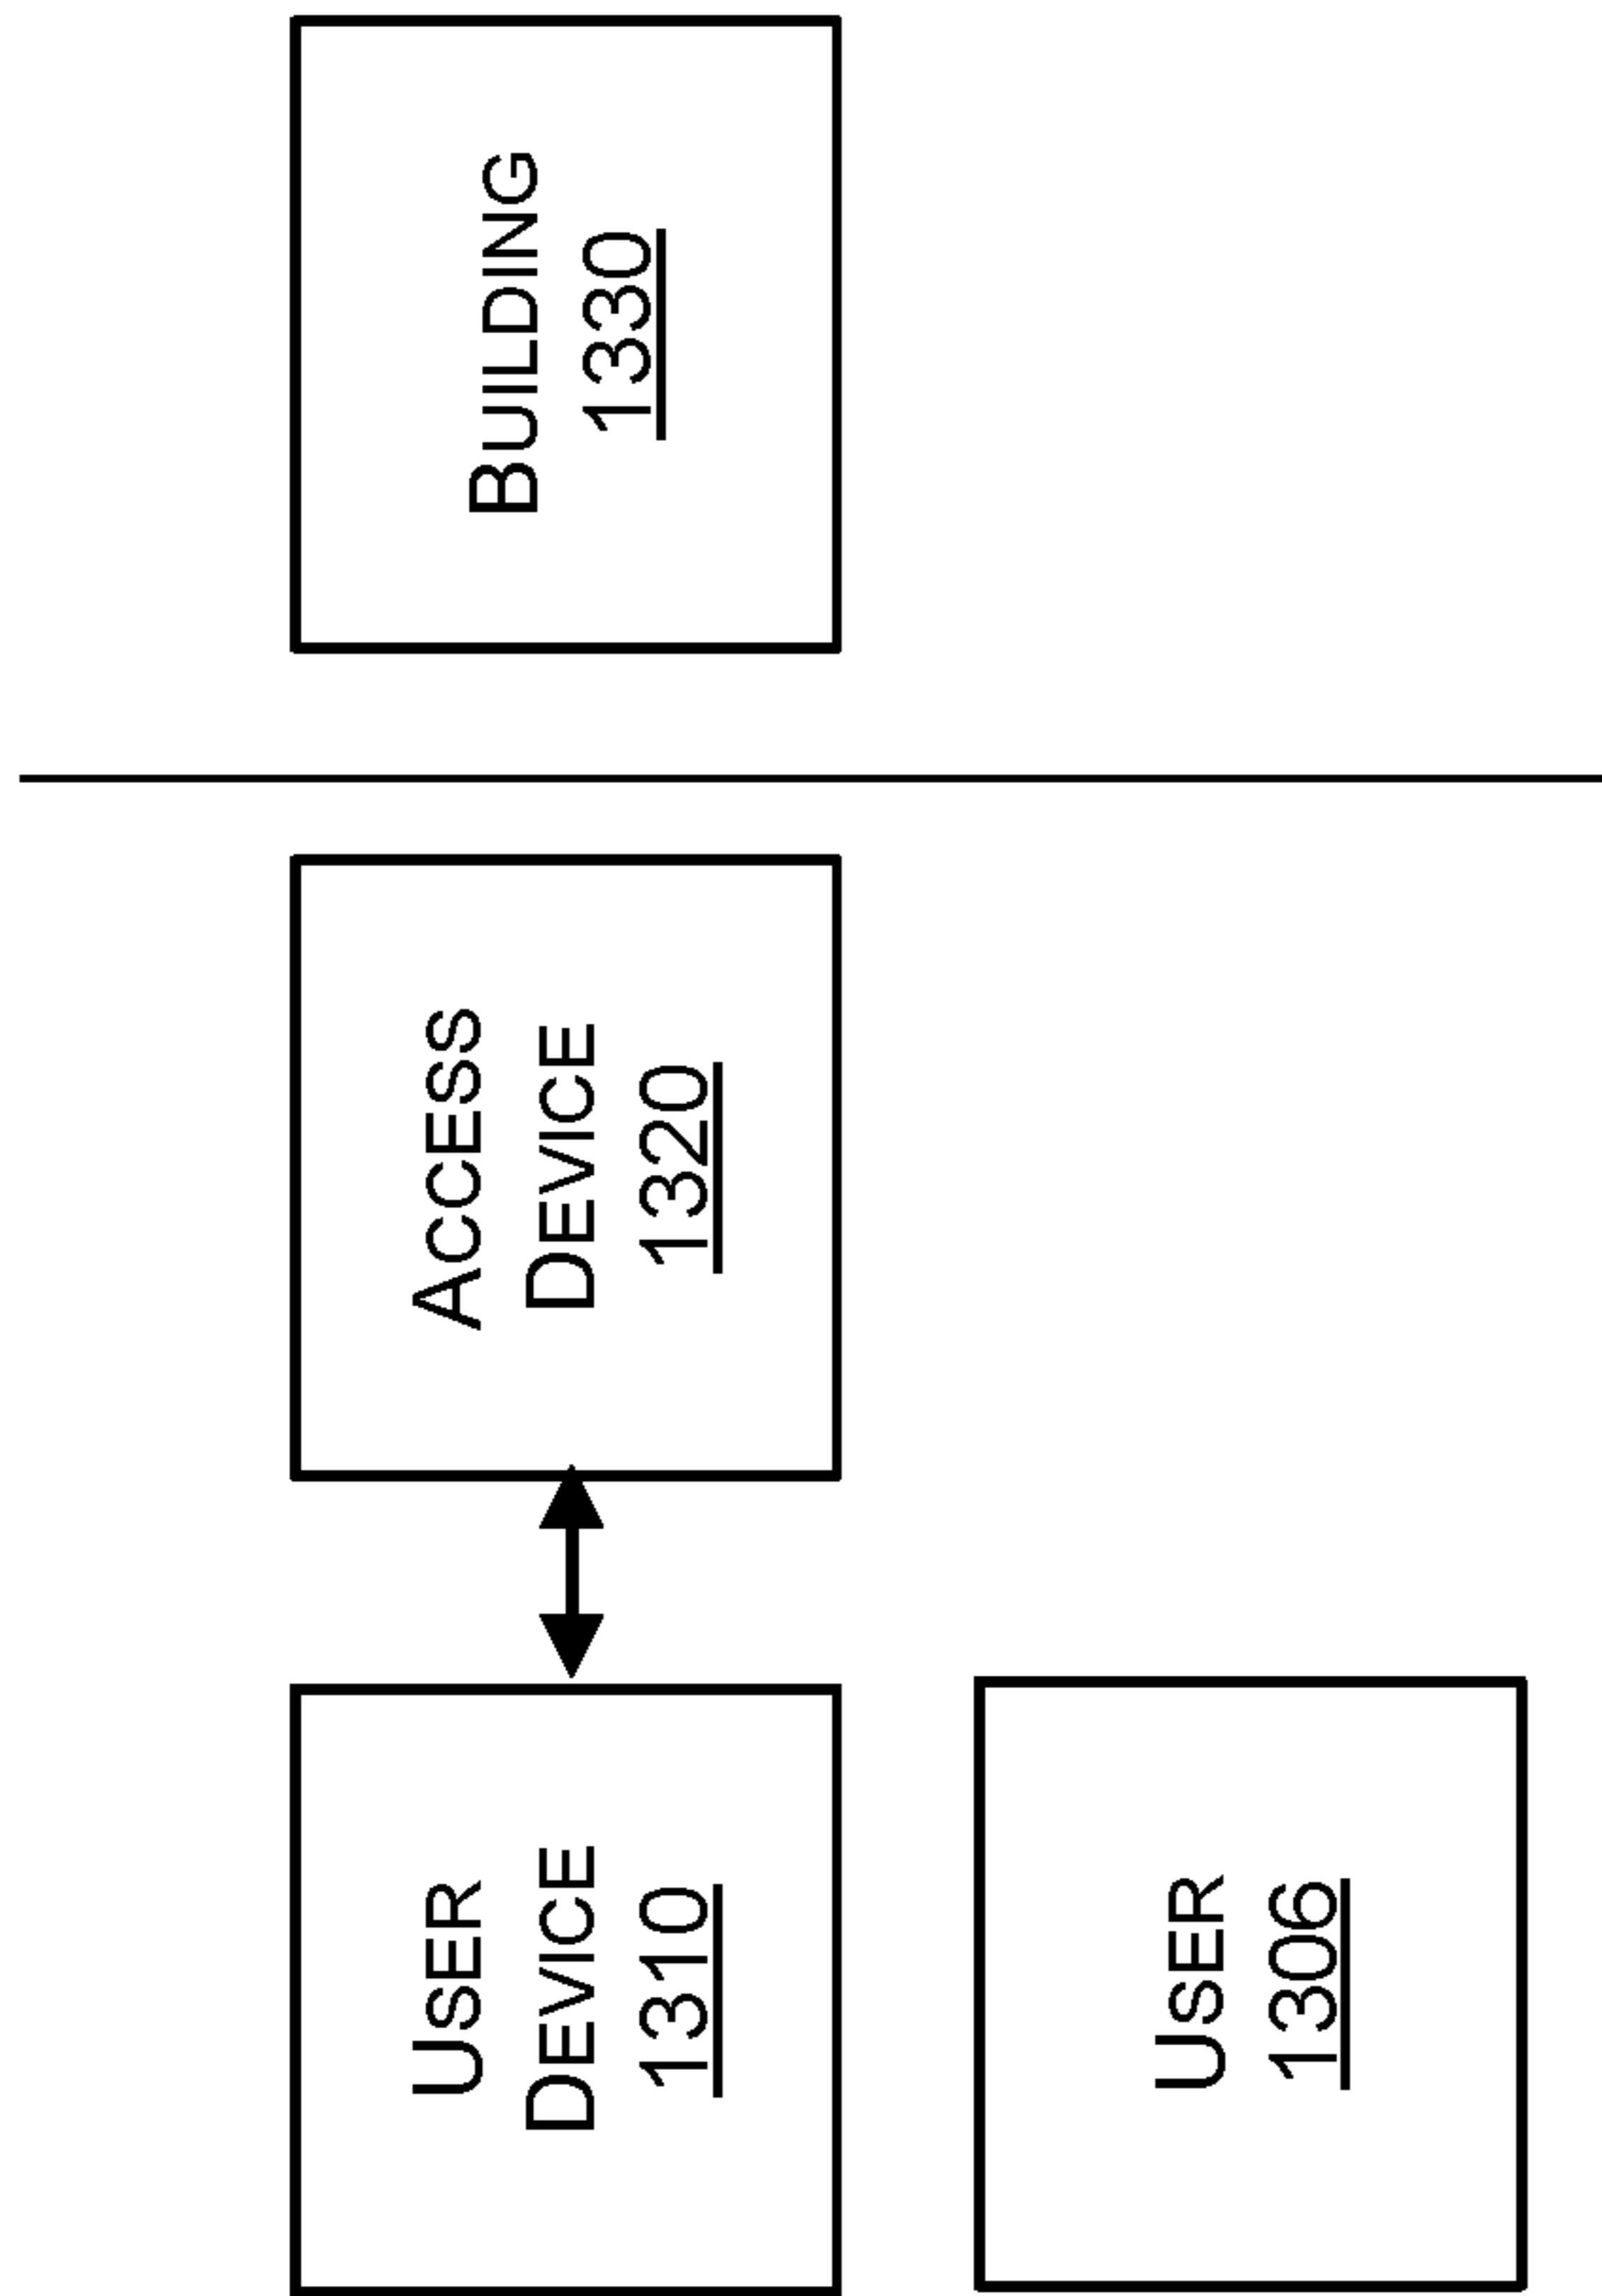 USER
DEVICE
1310
ACCESS
DEVICE
1320
BUILDING
1330
USER
1306